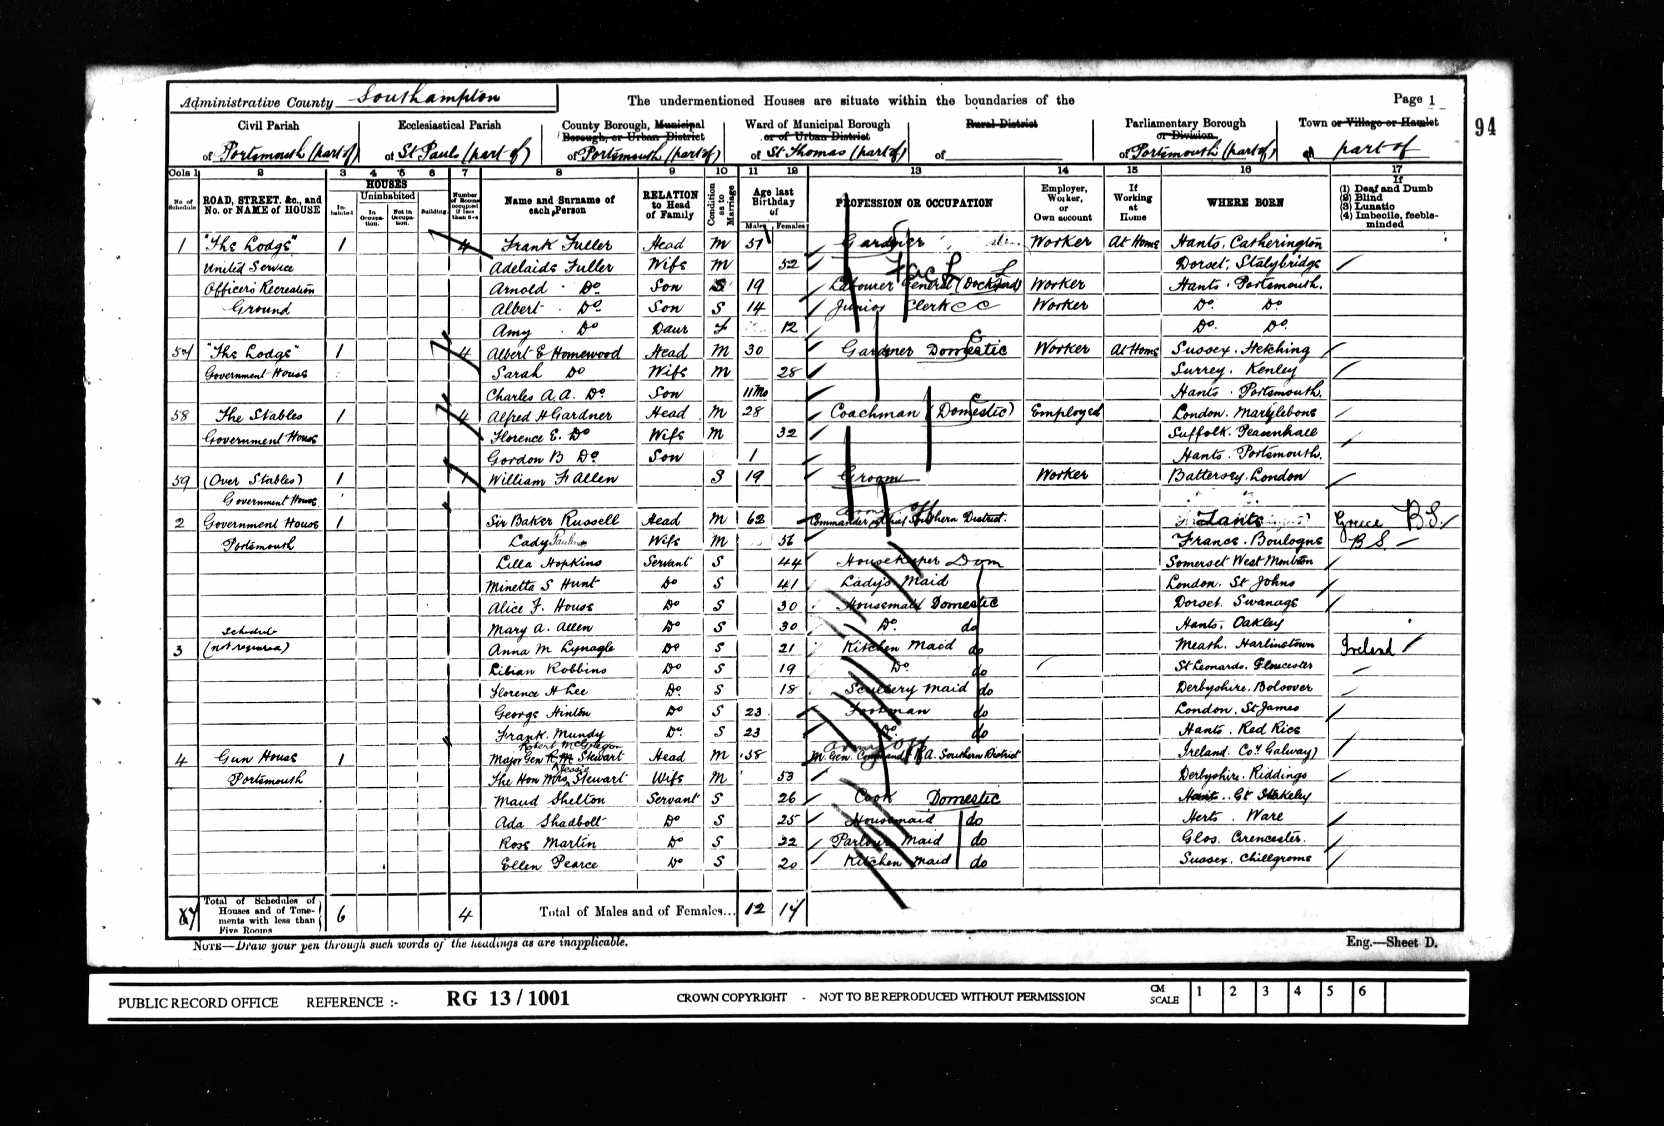 Administrative County Southampton
The undermentioned Houses are situate within the boundaries of the
Page 1
94
Civil Parish
Ecclesiastical Parish
County Borough, Municipal Borough, or Urban District
Ward of Municipal Borough or of Urban District
Rural District
Parliamentary Borough or Division
Town or Village or Hamlet
of Portsmouth (part of)
of St Pauls (part of)
of Portsmouth (part of)
of St Thomas (part of)
of
of Portsmouth (part of)
part of
Cols 1 2 3 4 5 6 7 8 9 10 11 12 13 14 15 16 17
No. of Schedule
ROAD, STREET, &c., and No. or NAME of HOUSE
HOUSES
Inhabited
Uninhabited
In Occupation.
Not in Occupation.
Building.
Number of Rooms occupied if less than five
Name and Surname of each Person
RELATION to Head of Family
Condition as to Marriage
Age last Birthday of
Males Females
PROFESSION OR OCCUPATION
Employer, Worker, or Own account
If Working at Home
WHERE BORN
If
(1) Deaf and Dumb
(2) Blind
(3) Lunatic
(4) Imbecile, feeble-minded
1 "The Lodge" 1 4 Frank Fuller Head M 51 Gardner Worker At Home Hants, Catherington
United Service Adelaide Fuller Wife M 52 Dorset, Stalybridge
Officers Recreation Arnold Do Son S 19 Labourer General (Dockyard) Worker Hants Portsmouth.
Ground Albert Do Son S 14 Junior Clerk CC Worker Do Do
Amy Do Daur 12 Do Do
"The Lodge" 1 4 Albert E Homewood Head M 30 Gardner Domestic Worker At Home Sussex. Fletching
Government House Sarah Do Wife M 28 Surrey. Kenley
Charles A.A. Do Son 11 Mo Hants Portsmouth.
58 The Stables 1 4 Alfred H Gardner Head M 28 Coachman (Domestic) Employed London. Marylebone
Government House Florence E. Do Wife M 32 Suffolk. Peasenhall
Gordon B Do Son 1 Hants. Portsmouth.
59 (Over Stables) 1 William F Allen S 19 Groom Worker Battersey. London
Government House
2 Government House 1 Sir Baker Russell Head M 62 Army Commander Chief Southern District. B.S.
Portsmouth Lady Wife M 56 France. Boulogne B S
Lilla Hopkins Servant S 44 Housekeeper Dom Somerset West
Minetta S Hunt Do S 41 Lady's Maid London. St Johns
Alice F. House Do S 30 Housemaid Domestic Dorset. Swanage
Schedule Mary A. Allen Do S 30 Do. do Hants. Oakley
3 (not required) Anna M Lynagle Do S 21 Kitchen Maid do Meath. Harlinstown Ireland
Lilian Robbins Do S 19 Do. do St Leonards. Gloucester
Florence H Lee Do. S 18 Scullery Maid do Derbyshire. Bolsover
George Hinton Do S 23 Footman do London. St James
Frank. Mundy Do S 23 Do do Hants. Red Rice
Robert McGregor
4 Gun House 1 Major Gen R.M. Stewart Head M 58 Army M. Gen. Command R.A. Southern District Ireland. Coy Galway)
Portsmouth The Hon Mrs Stewart Wife M 53 Derbyshire. Riddings
Maud Shelton Servant S 26 Cook Domestic
Ada Shadbolt Do S 25 Housemaid do Herts. Ware
Rose Martin Do S 22 Parlour Maid do Glos. Cirencester.
Ellen Pearce Do S 20 Kitchen Maid do Sussex. Chillgrome
Total of Schedules of Houses and of Tenements with less than Five Rooms 6 4 Total of Males and of Females... 12 14
NOTE—Draw your pen through such words of the headings as are inapplicable.
Eng.—Sheet D.
PUBLIC RECORD OFFICE REFERENCE :- RG 13 / 1001 CROWN COPYRIGHT - NOT TO BE REPRODUCED WITHOUT PERMISSION CM SCALE 1 2 3 4 5 6